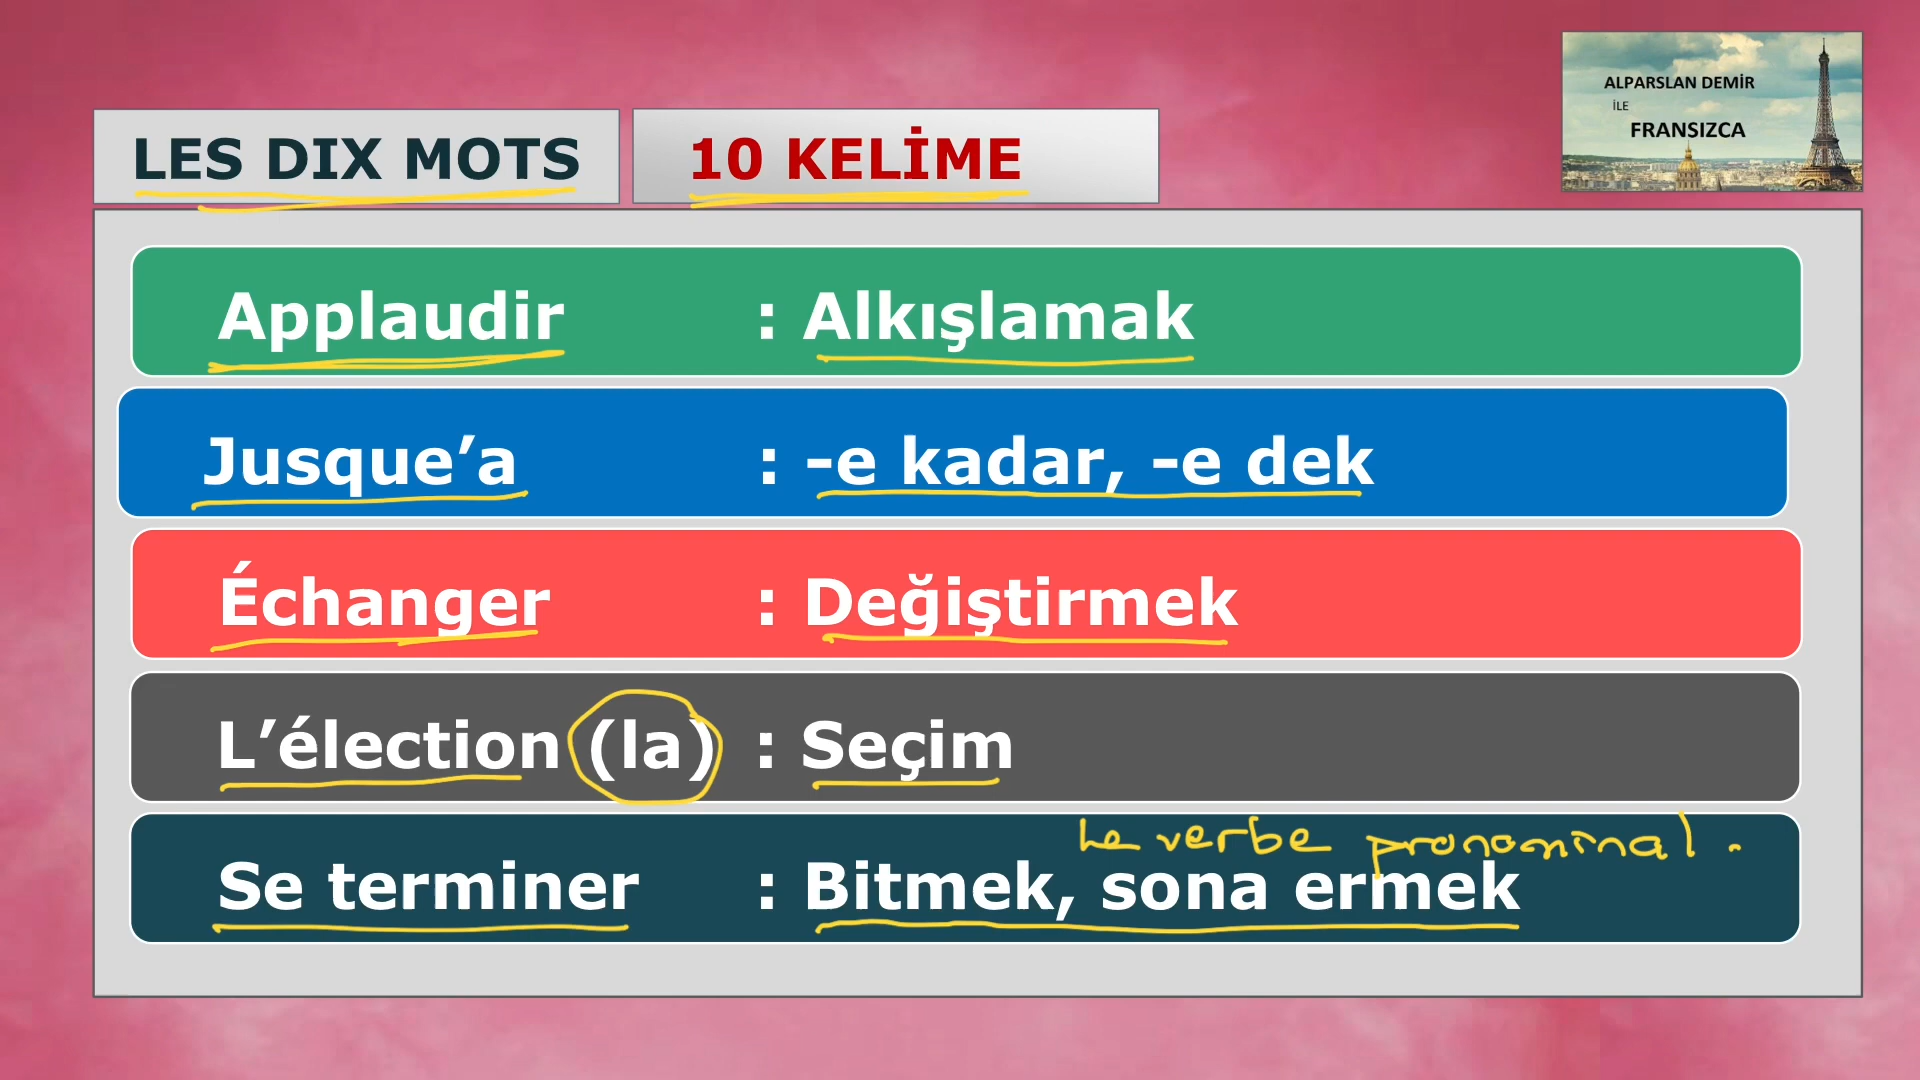 ALPARSLAN DEMİR
İLE
FRANSIZCA
LES DIX MOTS
10 KELİME
Applaudir : Alkışlamak
Jusque’a : -e kadar, -e dek
Échanger : Değiştirmek
L’élection (la) : Seçim
Le verbe pronominal.
Se terminer : Bitmek, sona ermek